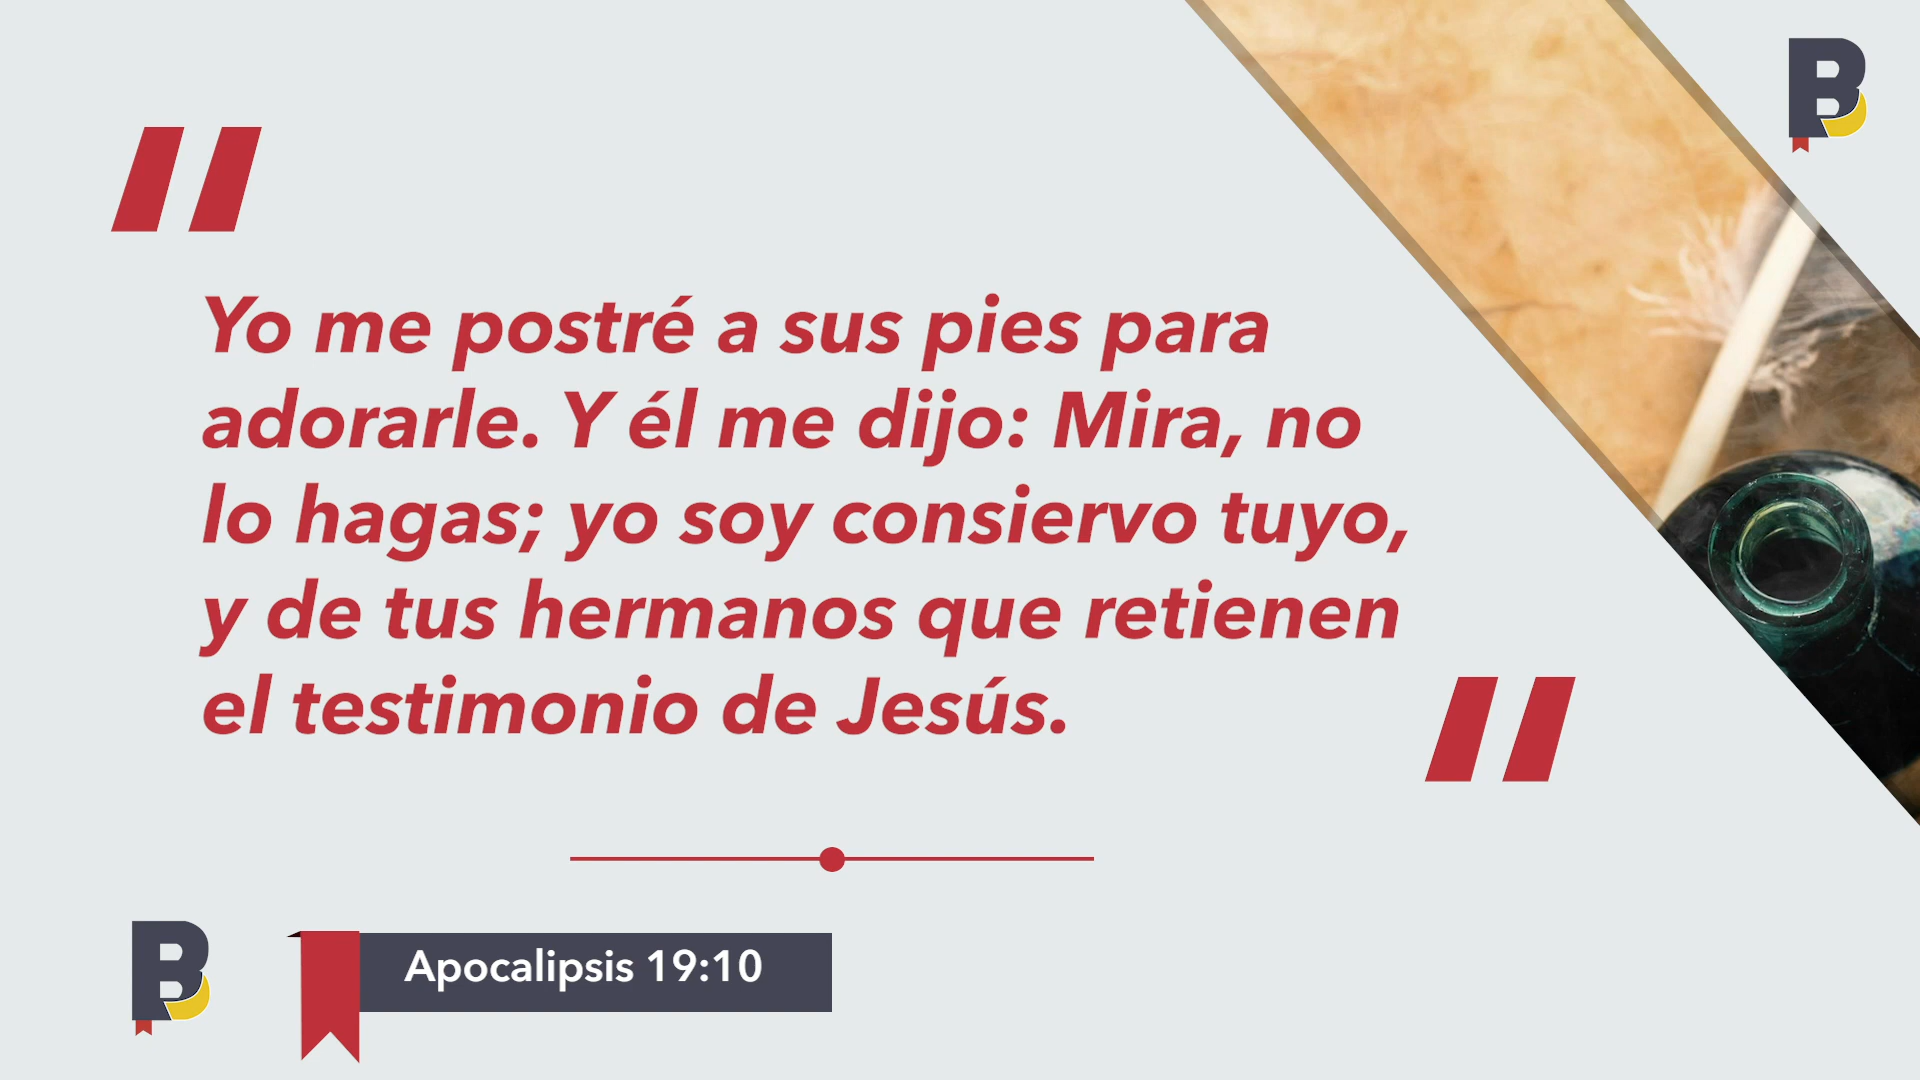 Yo me postré a sus pies para
adorarle. Y él me dijo: Mira, no
lo hagas; yo soy consiervo tuyo,
y de tus hermanos que retienen
el testimonio de Jesús.
Apocalipsis 19:10